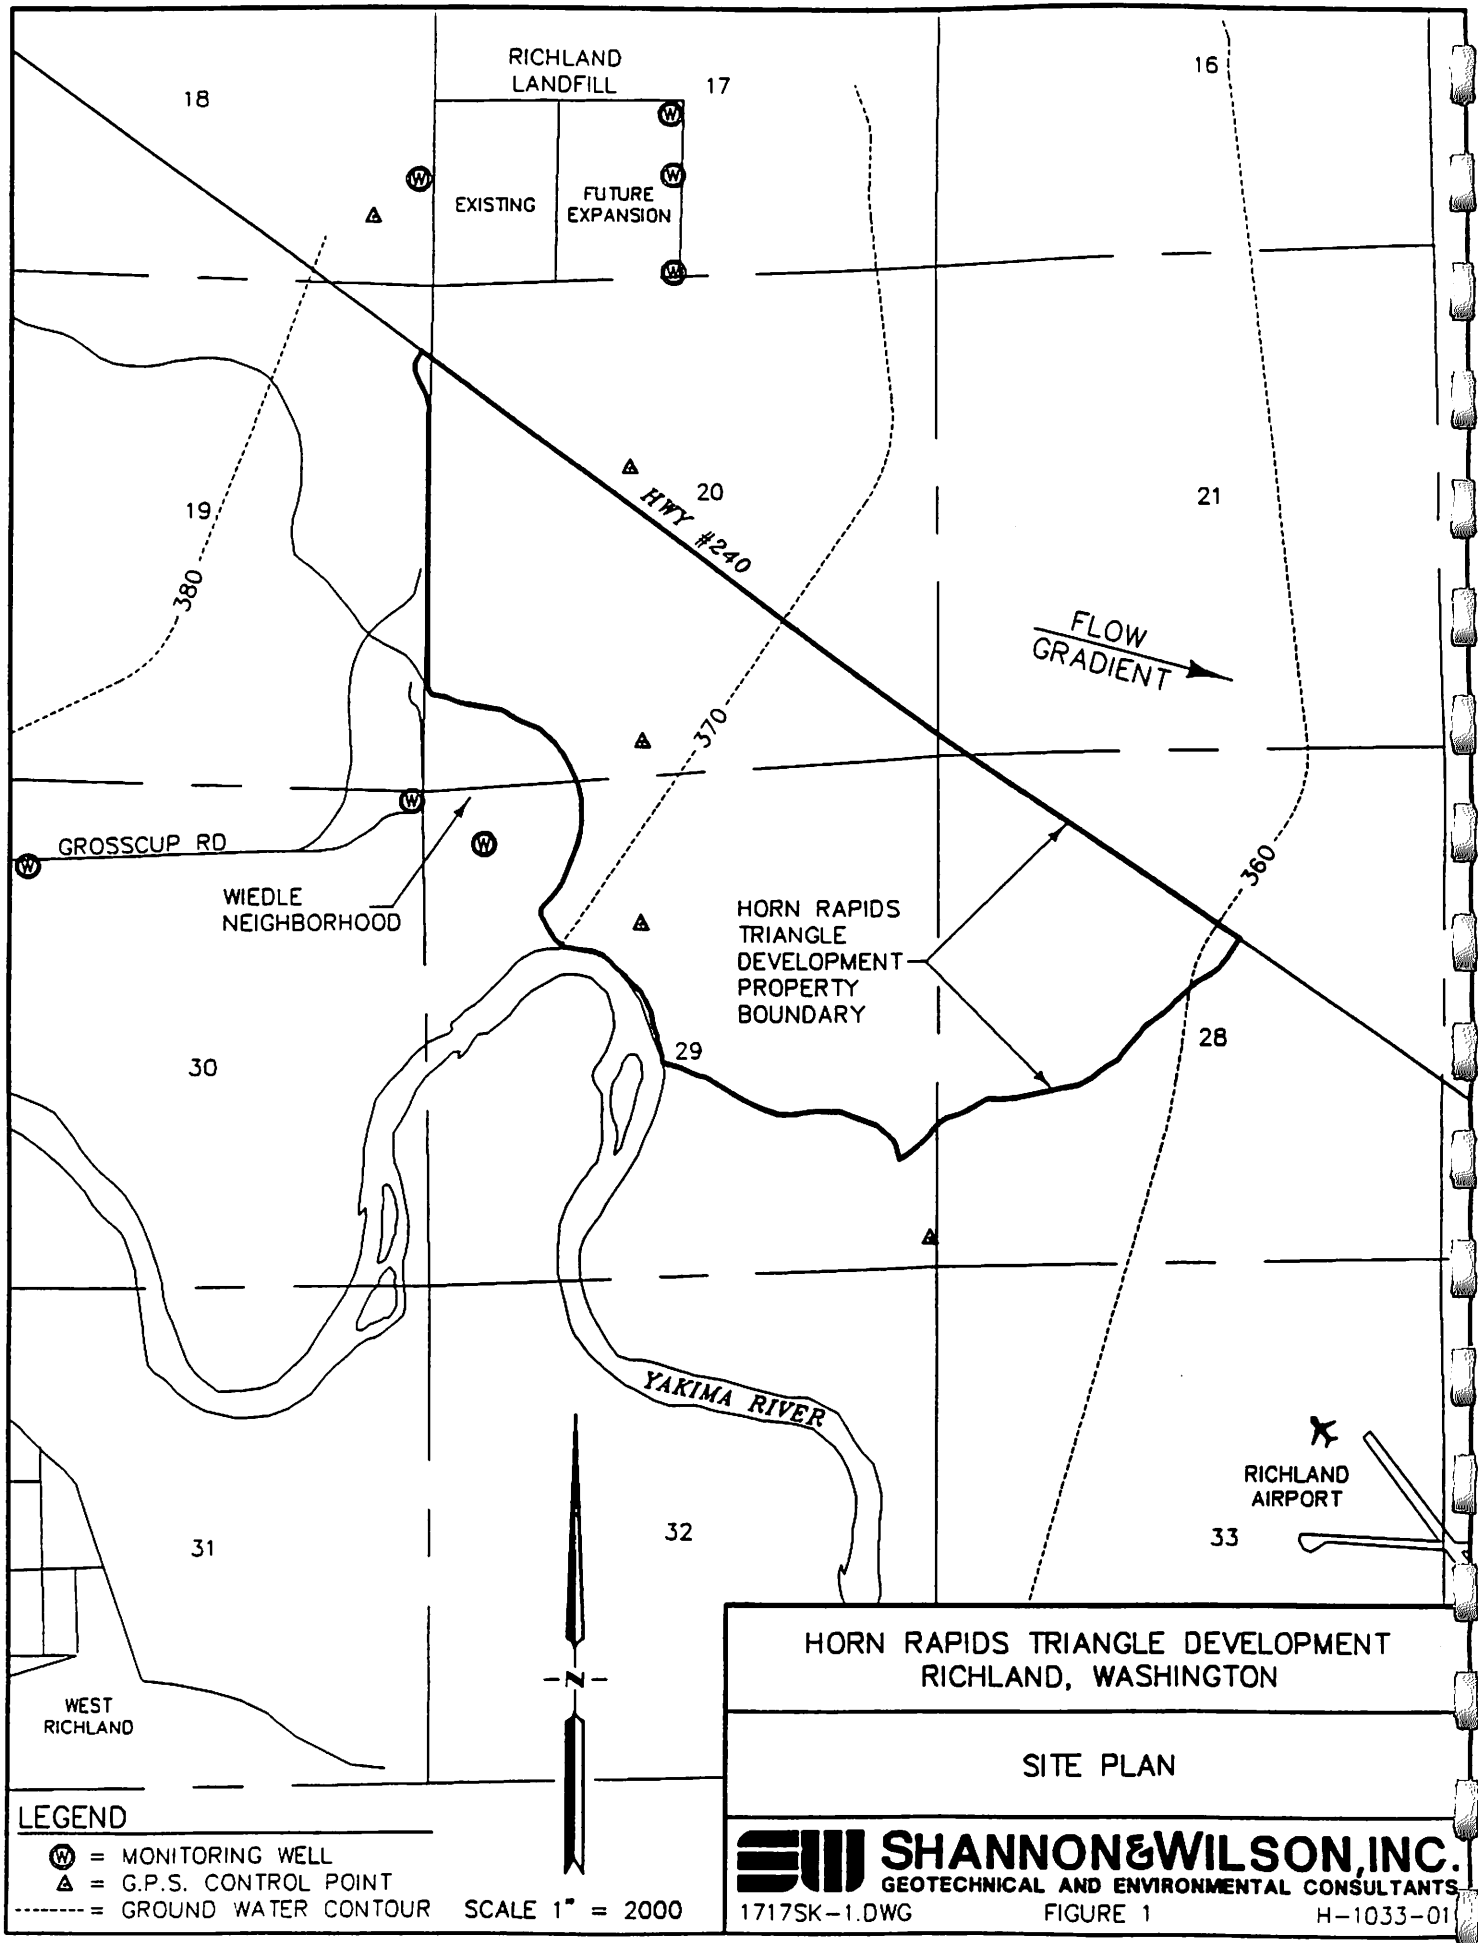 RICHLAND
LANDFILL
18
17
16
W
W
W
W
EXISTING
FUTURE
EXPANSION
19
20
21
HWY #240
380
FLOW
GRADIENT
370
W
W
W
GROSSCUP RD
WIEDLE
NEIGHBORHOOD
360
HORN RAPIDS
TRIANGLE
DEVELOPMENT
PROPERTY
BOUNDARY
30
29
28
YAKIMA RIVER
RICHLAND
AIRPORT
31
32
33
N
WEST
RICHLAND
HORN RAPIDS TRIANGLE DEVELOPMENT
RICHLAND, WASHINGTON
SITE PLAN
LEGEND
W = MONITORING WELL
= G.P.S. CONTROL POINT
------- = GROUND WATER CONTOUR
SCALE 1" = 2000
SHANNON&WILSON, INC.
GEOTECHNICAL AND ENVIRONMENTAL CONSULTANTS
1717SK-1.DWG FIGURE 1 H-1033-01